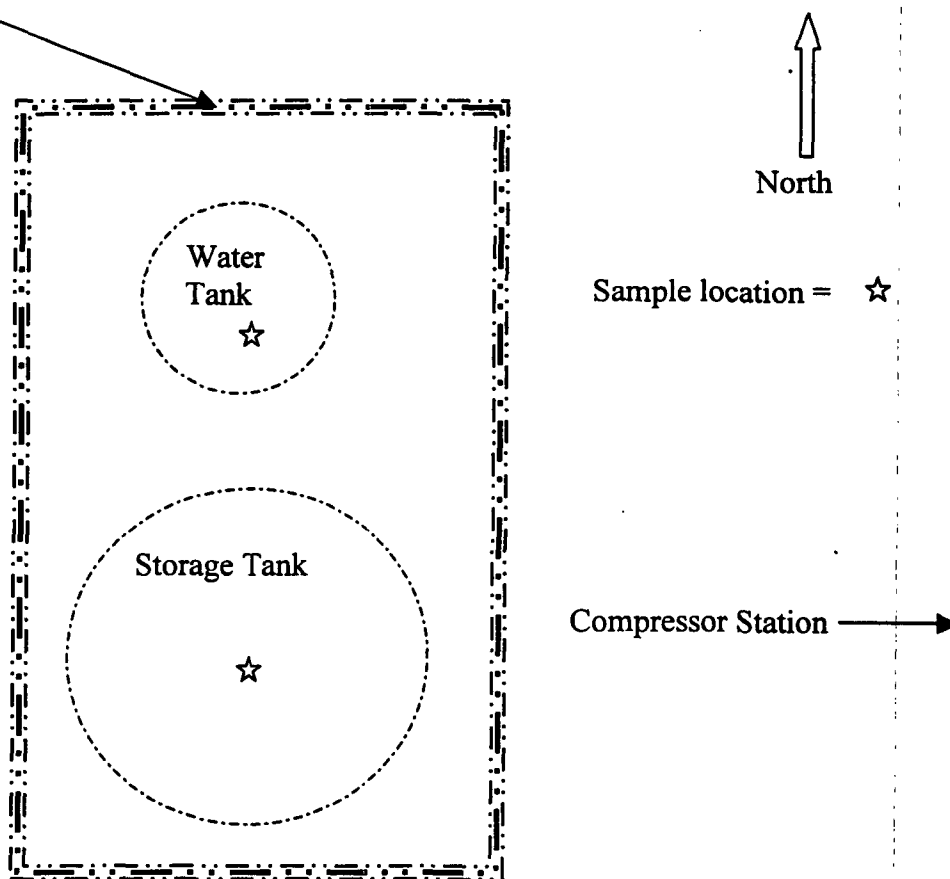 North
Water
Tank
Sample location = ☆
Storage Tank
Compressor Station